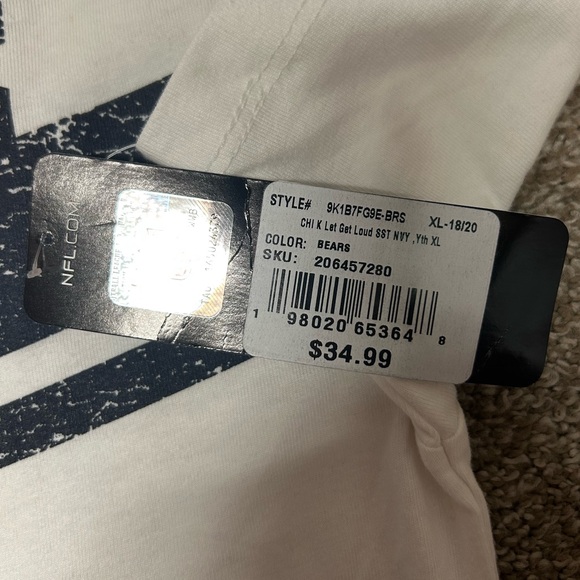 NFL.COM
STYLE# 9K1B7FG9E-BRS XL-18/20
CHI K Let Get Loud SST NVY ,Yth XL
COLOR: BEARS
SKU: 206457280
1 98020 65364 8
$34.99